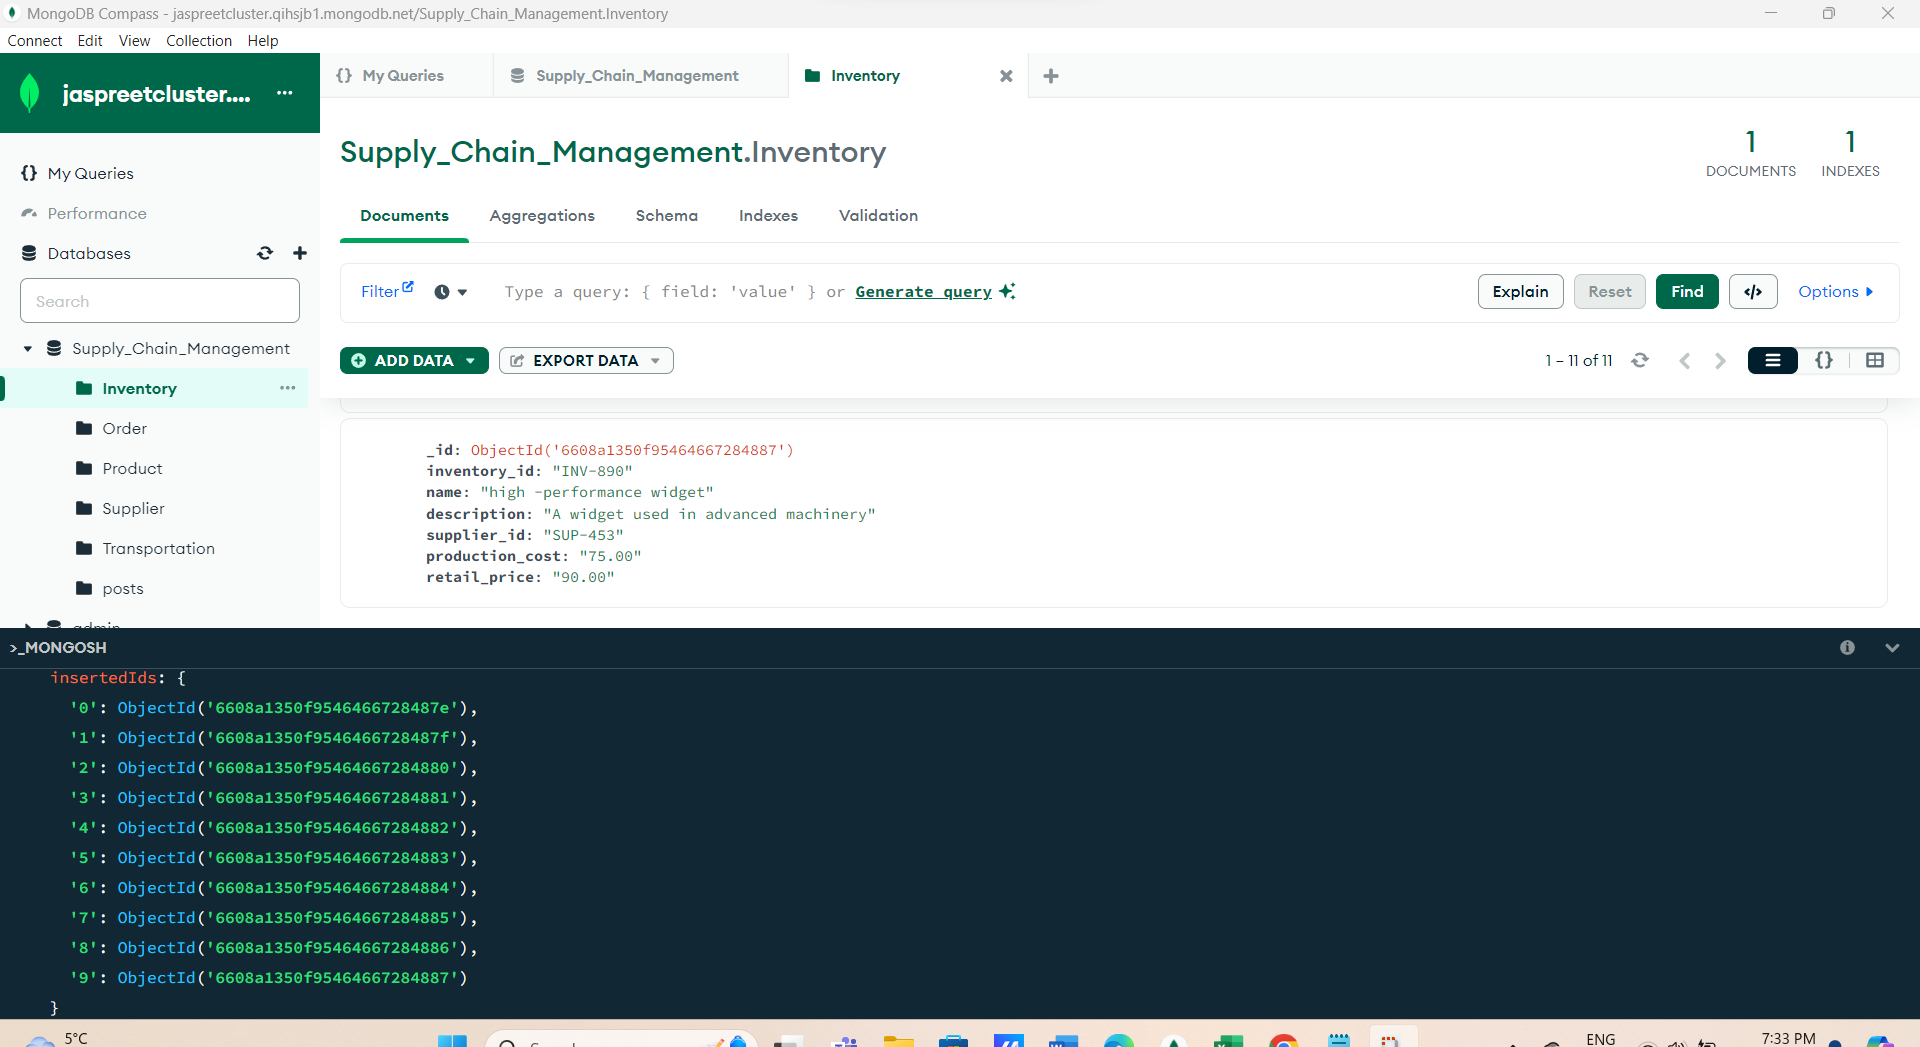 MongoDB Compass - jaspreetcluster.qihsjb1.mongodb.net/Supply_Chain_Management.Inventory
Connect Edit View Collection Help
jaspreetcluster.... ...
{} My Queries
Supply_Chain_Management
Inventory
My Queries
Performance
Databases
Search
Supply_Chain_Management
Inventory
Order
Product
Supplier
Transportation
posts
admin
Supply_Chain_Management.Inventory
1 DOCUMENTS
1 INDEXES
Documents Aggregations Schema Indexes Validation
Filter Type a query: { field: 'value' } or Generate query
Explain Reset Find </> Options
ADD DATA EXPORT DATA
1 – 11 of 11
_id: ObjectId('6608a1350f95464667284887')
inventory_id: "INV-890"
name: "high -performance widget"
description: "A widget used in advanced machinery"
supplier_id: "SUP-453"
production_cost: "75.00"
retail_price: "90.00"
>_MONGOSH
insertedIds: {
'0': ObjectId('6608a1350f9546466728487e'),
'1': ObjectId('6608a1350f9546466728487f'),
'2': ObjectId('6608a1350f95464667284880'),
'3': ObjectId('6608a1350f95464667284881'),
'4': ObjectId('6608a1350f95464667284882'),
'5': ObjectId('6608a1350f95464667284883'),
'6': ObjectId('6608a1350f95464667284884'),
'7': ObjectId('6608a1350f95464667284885'),
'8': ObjectId('6608a1350f95464667284886'),
'9': ObjectId('6608a1350f95464667284887')
}
5°C
ENG
7:33 PM